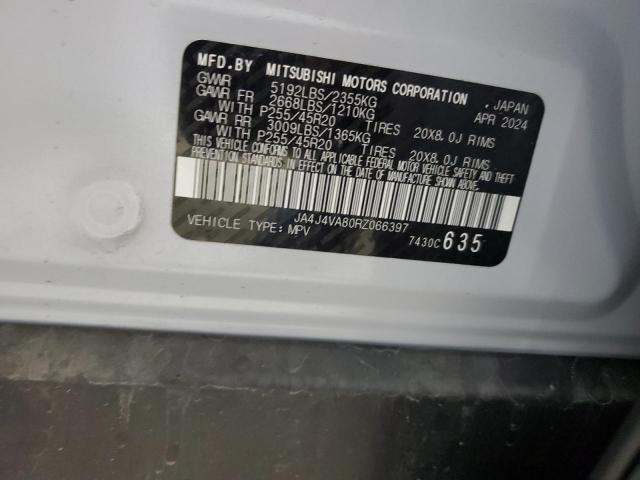 MFD.BY MITSUBISHI MOTORS CORPORATION, JAPAN
GVWR 5192LBS/2355KG APR 2024
GAWR FR 2668LBS/1210KG
WITH P255/45R20 TIRES 20X8.0J RIMS
GAWR RR 3009LBS/1365KG
WITH P255/45R20 TIRES 20X8.0J RIMS
THIS VEHICLE CONFORMS TO ALL APPLICABLE FEDERAL MOTOR VEHICLE SAFETY AND THEFT
PREVENTION STANDARDS IN EFFECT ON THE DATE OF MANUFACTURE SHOWN ABOVE.
JA4J4VA80RZ066397
VEHICLE TYPE:MPV 7430C635